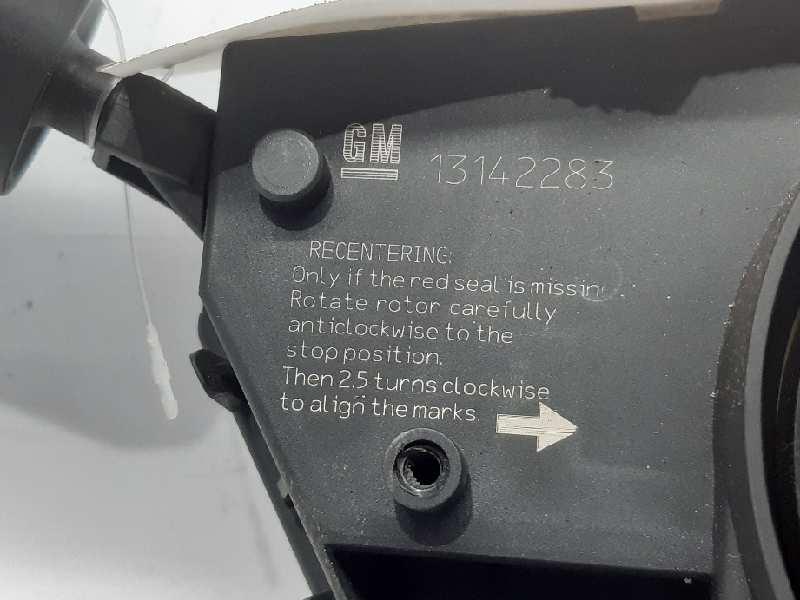 GM 13142283
RECENTERING:
Only if the red seal is missing
Rotate rotor carefully
anticlockwise to the
stop position.
Then 2.5 turns clockwise
to align the marks.